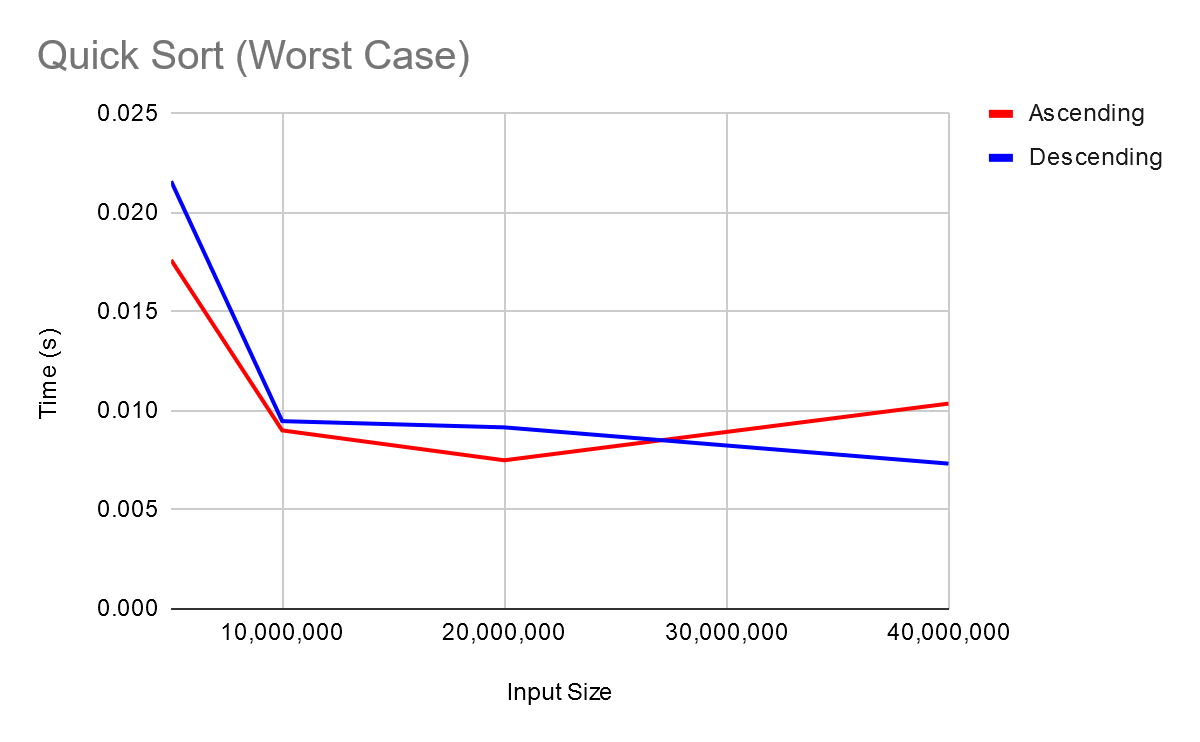 Quick Sort (Worst Case)
Ascending
Descending
Time (s)
0.025
0.020
0.015
0.010
0.005
0.000
10,000,000
20,000,000
30,000,000
40,000,000
Input Size